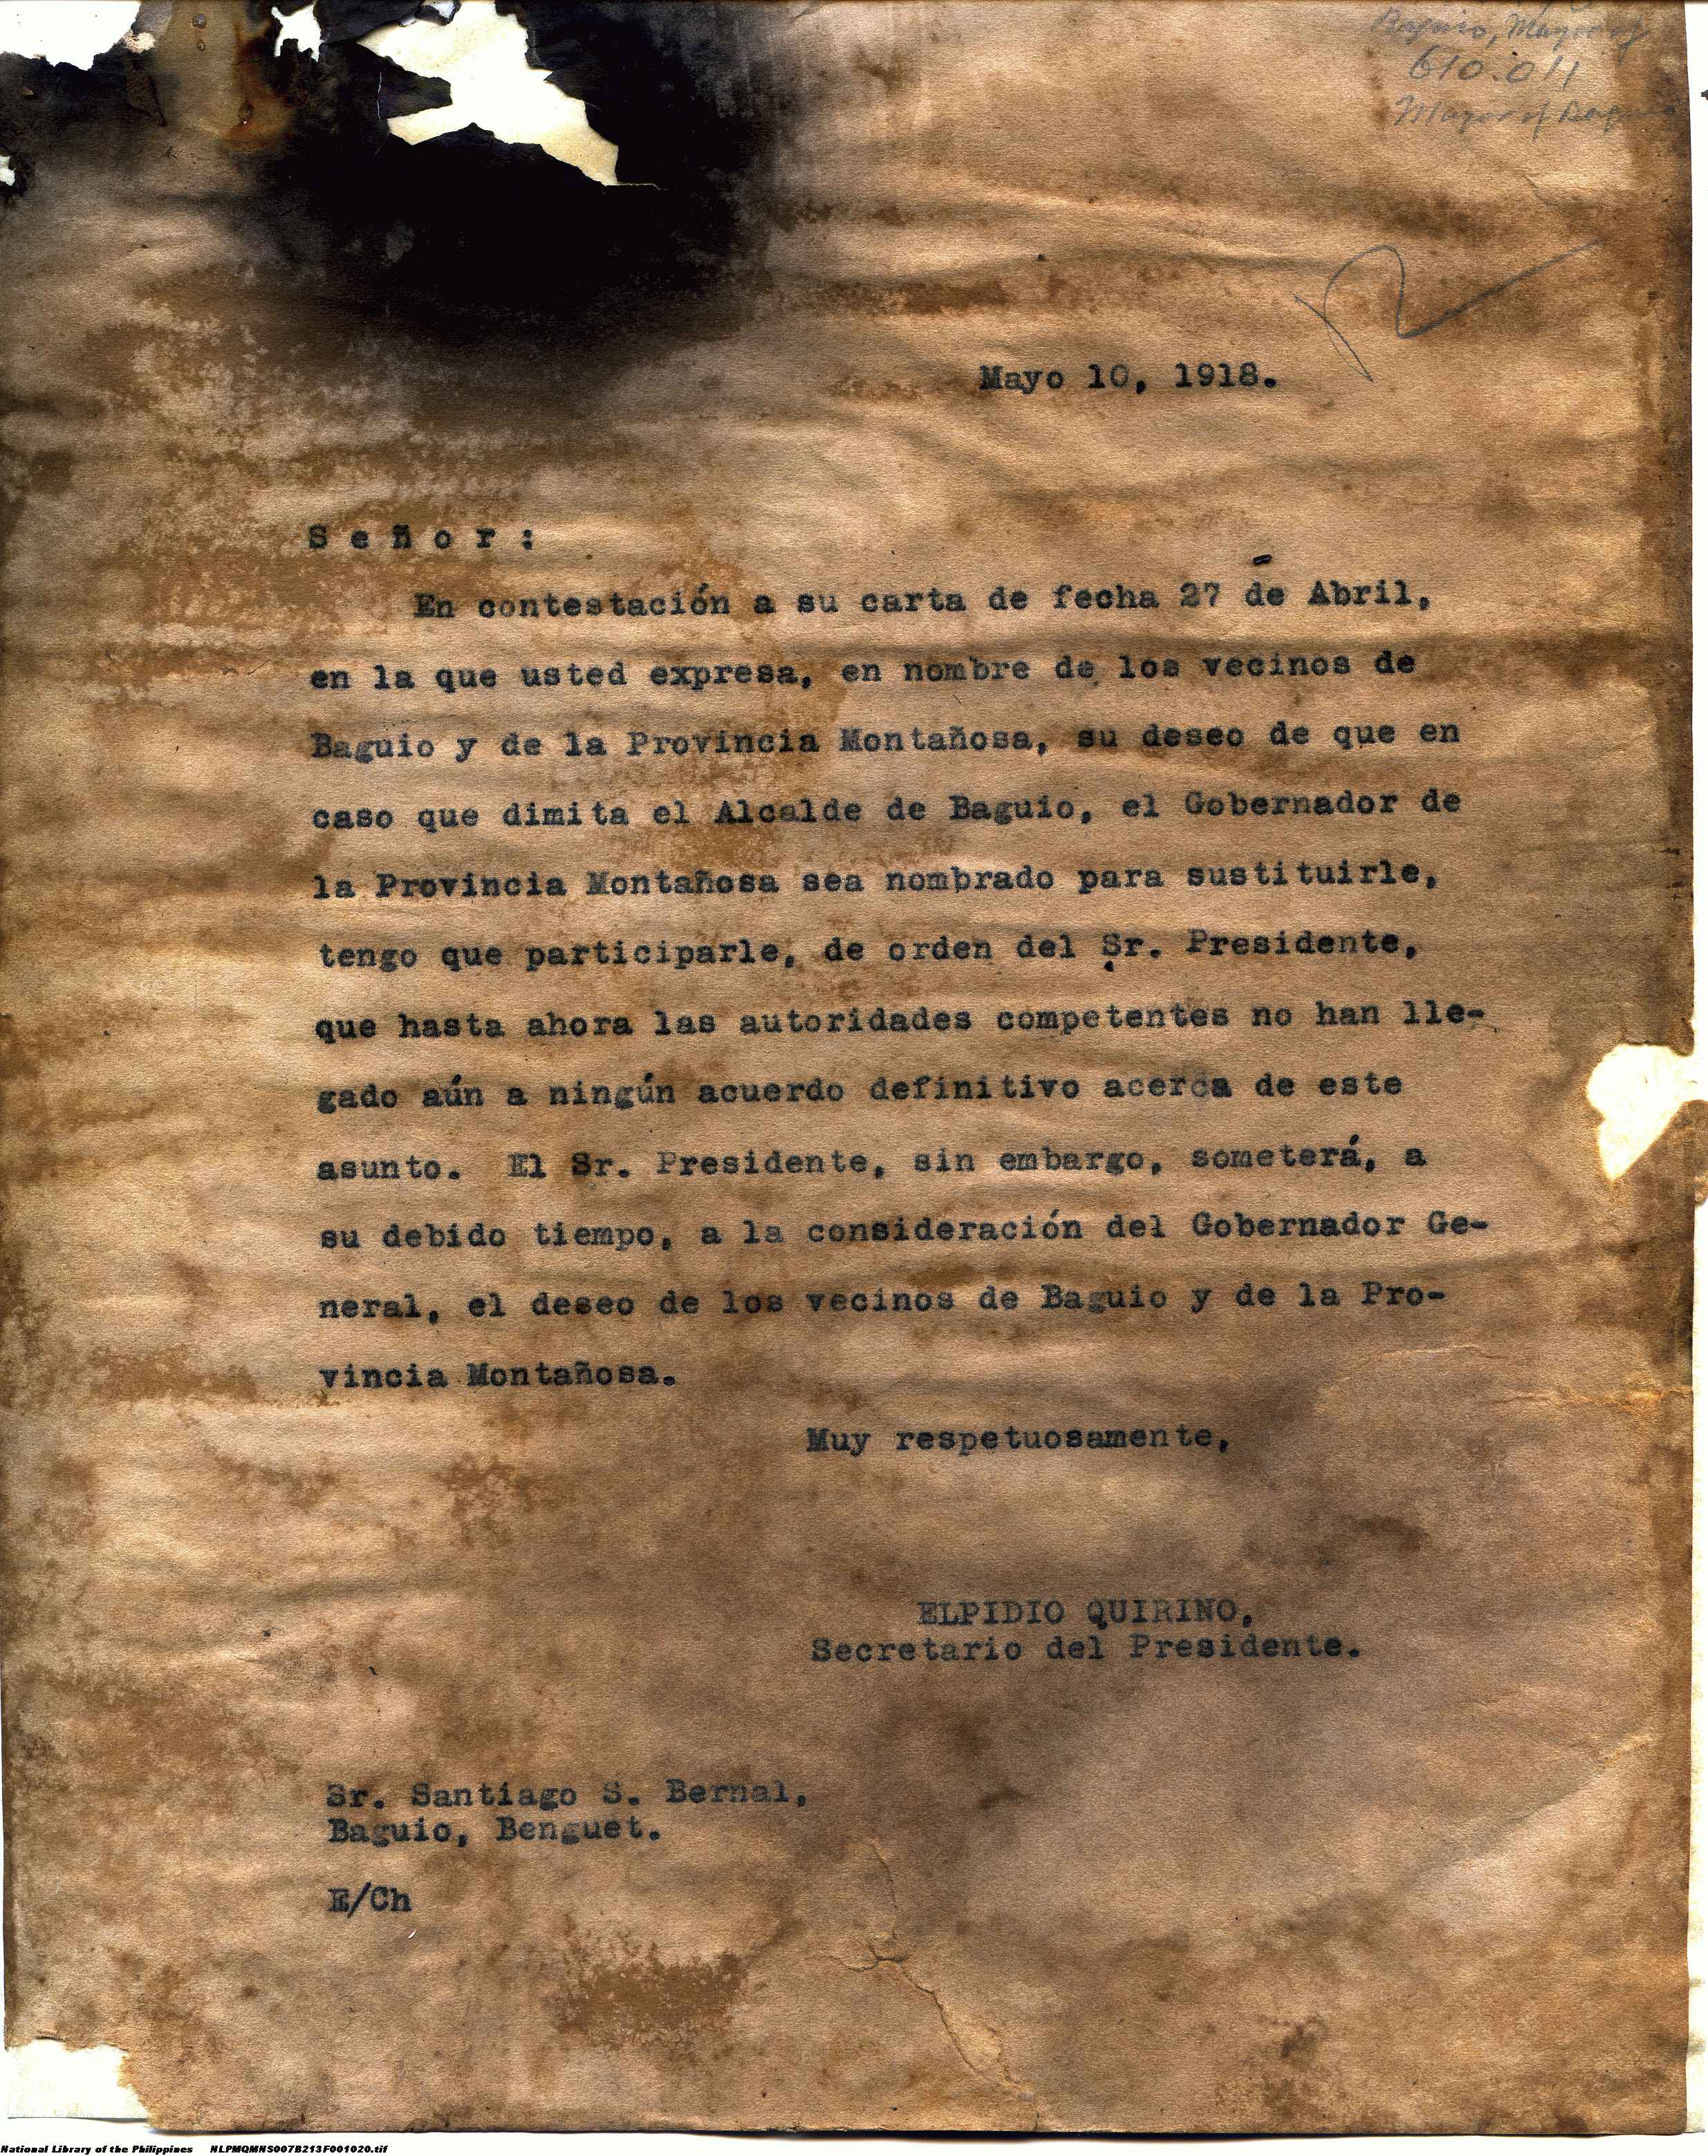 Baguio, Mayor of
610.011
Mayor of Baguio
Mayo 10, 1918.
Señor:
En contestación a su carta de fecha 27 de Abril,
en la que usted expresa, en nombre de los vecinos de
Baguio y de la Provincia Montañosa, su deseo de que en
caso que dimita el Alcalde de Baguio, el Gobernador de
la Provincia Montañosa sea nombrado para sustituirle,
tengo que participarle, de orden del Sr. Presidente,
que hasta ahora las autoridades competentes no han lle-
gado aún a ningún acuerdo definitivo acerca de este
asunto. El Sr. Presidente, sin embargo, someterá, a
su debido tiempo, a la consideración del Gobernador Ge-
neral, el deseo de los vecinos de Baguio y de la Pro-
vincia Montañosa.
Muy respetuosamente,
ELPIDIO QUIRINO,
Secretario del Presidente.
Sr. Santiago S. Bernal,
Baguio, Benguet.
E/Ch
National Library of the Philippines NLPMQMNS007B213F001020.tif